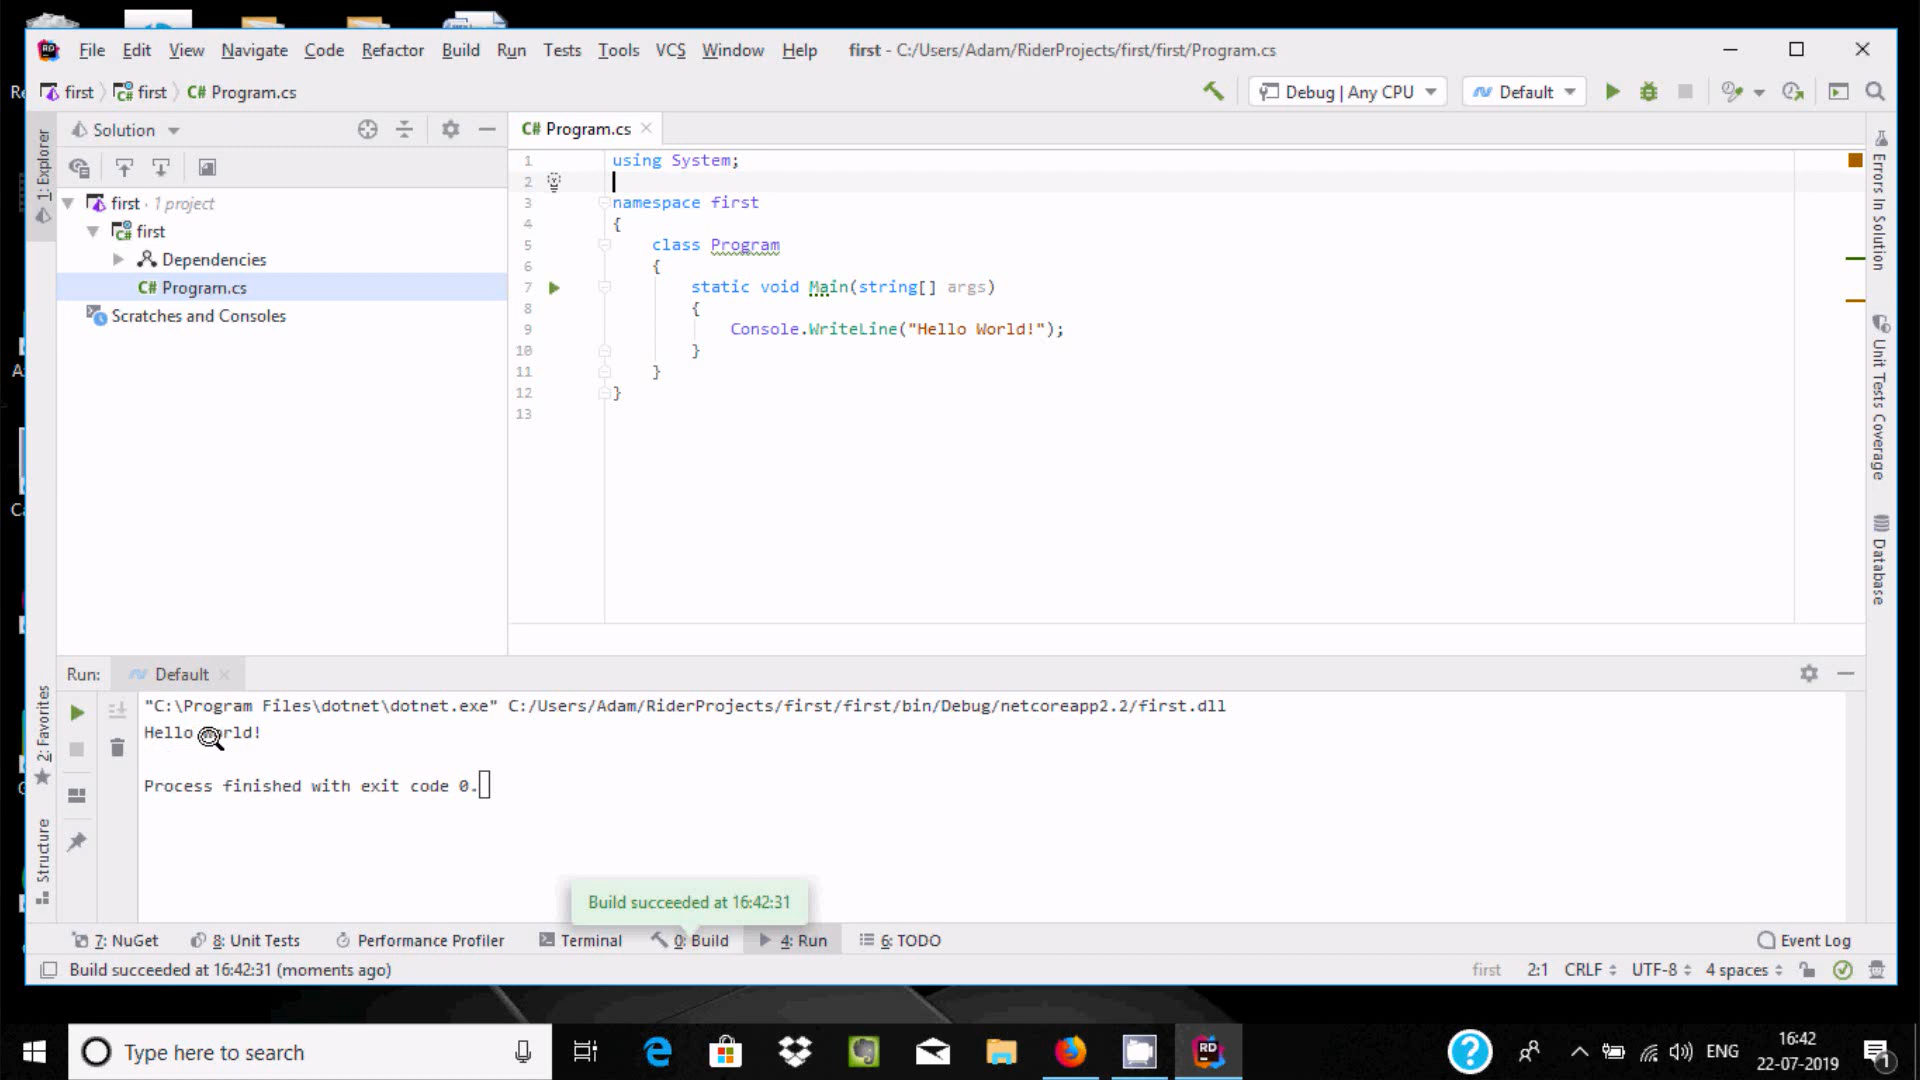 File Edit View Navigate Code Refactor Build Run Tests Tools VCS Window Help first - C:/Users/Adam/RiderProjects/first/first/Program.cs
first first C# Program.cs Debug | Any CPU Default
1: Explorer
Solution
C# Program.cs
first · 1 project
first
Dependencies
C# Program.cs
Scratches and Consoles
1 using System;
2
3 namespace first
4 {
5 class Program
6 {
7 static void Main(string[] args)
8 {
9 Console.WriteLine("Hello World!");
10 }
11 }
12 }
13
Errors In Solution
Unit Tests Coverage
Database
2: Favorites
Structure
Run: Default
"C:\Program Files\dotnet\dotnet.exe" C:/Users/Adam/RiderProjects/first/first/bin/Debug/netcoreapp2.2/first.dll
Hello World!
Process finished with exit code 0.
Build succeeded at 16:42:31
7: NuGet 8: Unit Tests Performance Profiler Terminal 0: Build 4: Run 6: TODO Event Log
Build succeeded at 16:42:31 (moments ago) first 2:1 CRLF UTF-8 4 spaces
Type here to search
RD
ENG
16:42
22-07-2019
1